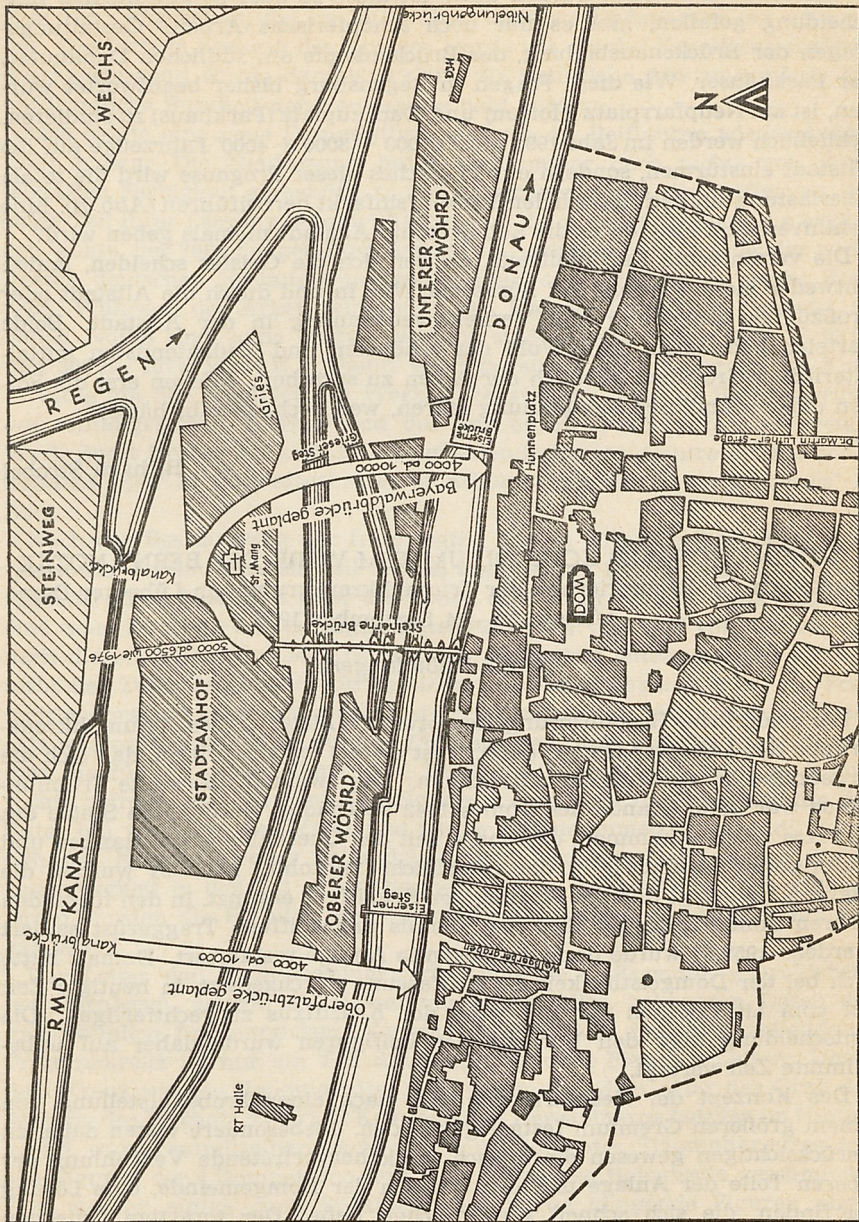 WEICHS
Nibelungenbrücke
HTG
N
UNTERER WÖHRD
DONAU
REGEN
Gries
Grieser Steg
Eiserne
Brücke
Hunnenplatz
Dr. Martin Luther-Straße
4000 od. 10000
Bayerwaldbrücke geplant
STEINWEG
Kanalbrücke
St. Mang
DOM
Steinerne Brücke
3000 od. 6500 wie 1976
STADTAMHOF
RMD KANAL
OBERER WÖHRD
Eiserner
Steg
Weißgerbergraben
Kanalbrücke
4000 od. 10000
Oberpfalzbrücke geplant
RT Halle